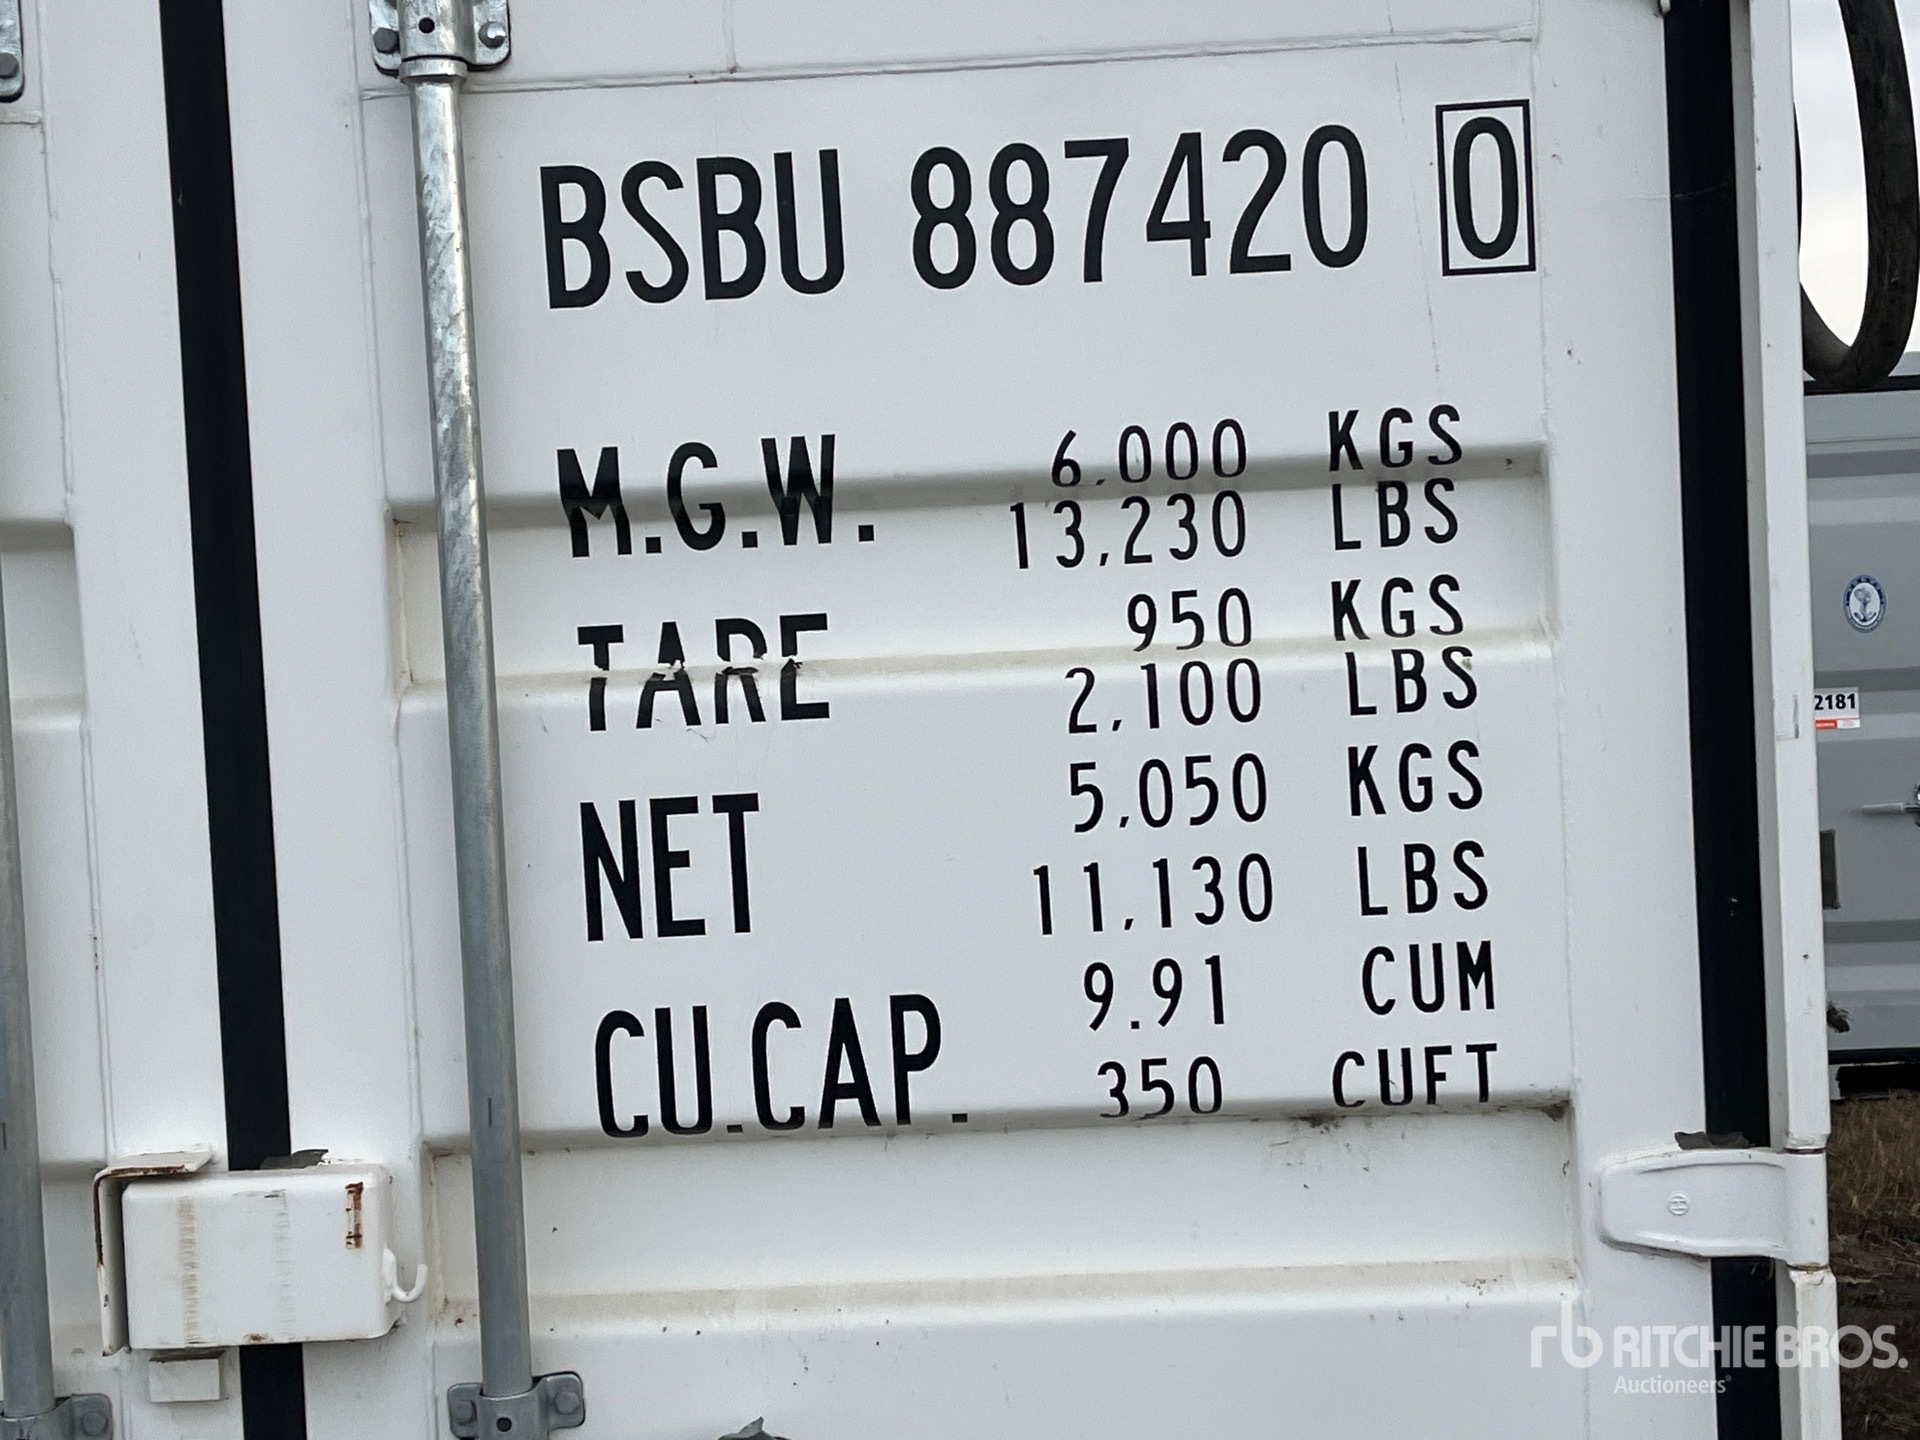 BSBU 887420 0
M.G.W. 6,000 KGS
13,230 LBS
TARE 950 KGS
2,100 LBS
NET 5,050 KGS
11,130 LBS
CU.CAP. 9.91 CUM
350 CUFT
2181
rb RITCHIE BROS.
Auctioneers